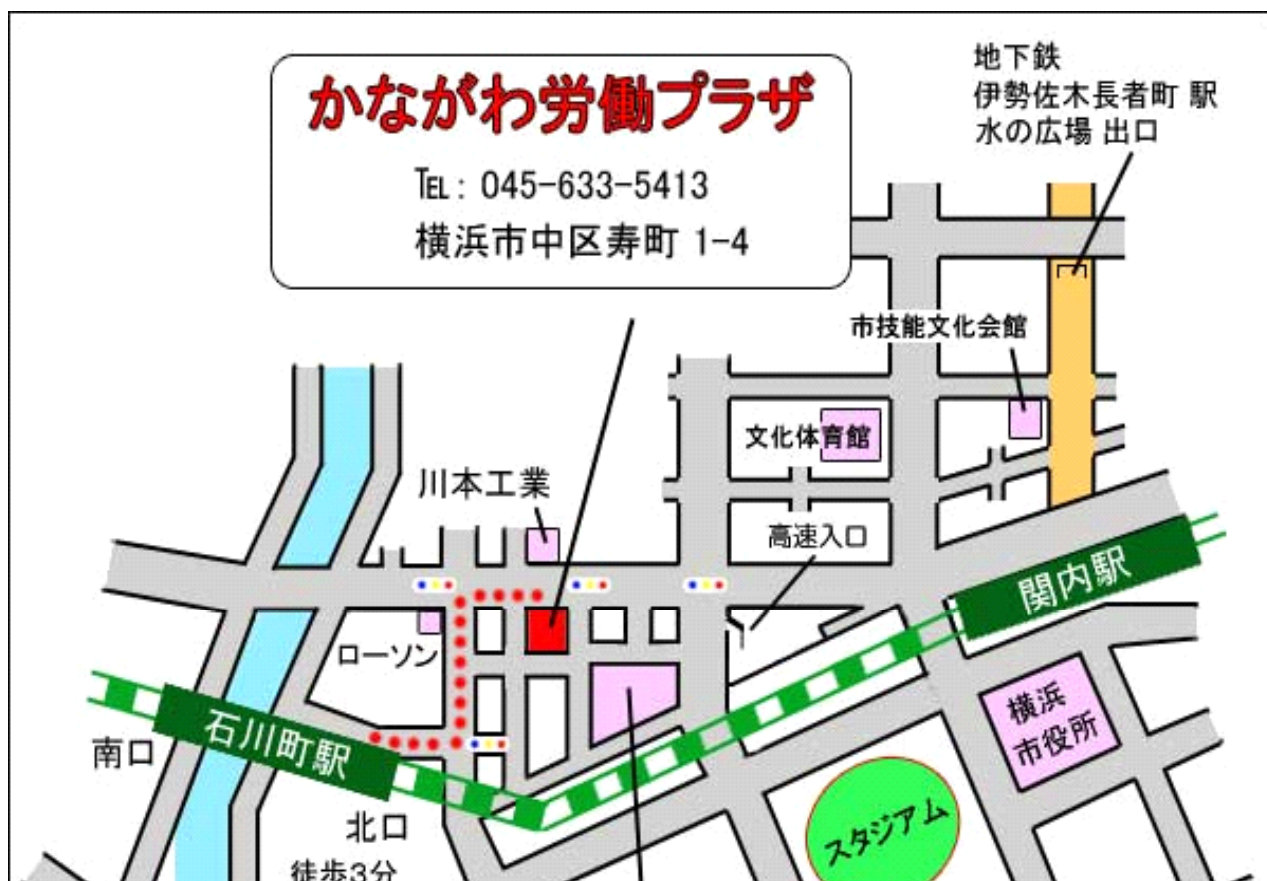 かながわ労働プラザ
TEL: 045-633-5413
横浜市中区寿町 1-4
地下鉄
伊勢佐木長者町 駅
水の広場 出口
市技能文化会館
文化体育館
川本工業
高速入口
関内駅
ローソン
石川町駅
南口
横浜
市役所
スタジアム
北口
徒歩3分